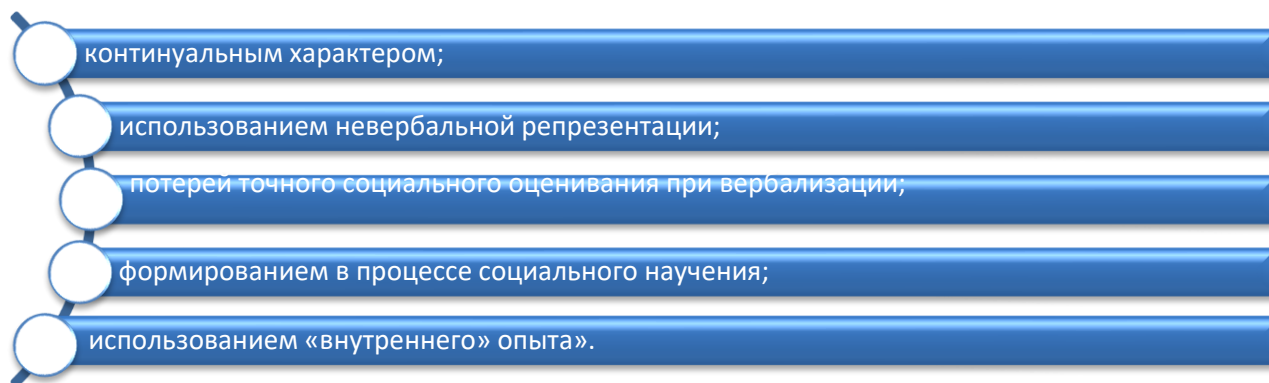 континуальным характером;
использованием невербальной репрезентации;
потерей точного социального оценивания при вербализации;
формированием в процессе социального научения;
использованием «внутреннего» опыта».